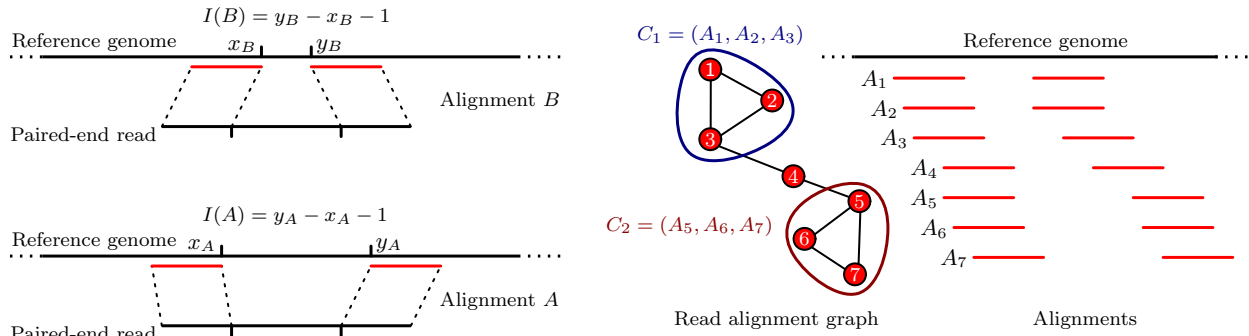 I(B) = y_B − x_B − 1
Reference genome
x_B
y_B
Alignment B
Paired-end read
I(A) = y_A − x_A − 1
Reference genome
x_A
y_A
Alignment A
Paired-end read
C_1 = (A_1, A_2, A_3)
1
2
3
4
5
6
7
C_2 = (A_5, A_6, A_7)
Read alignment graph
Reference genome
A_1
A_2
A_3
A_4
A_5
A_6
A_7
Alignments